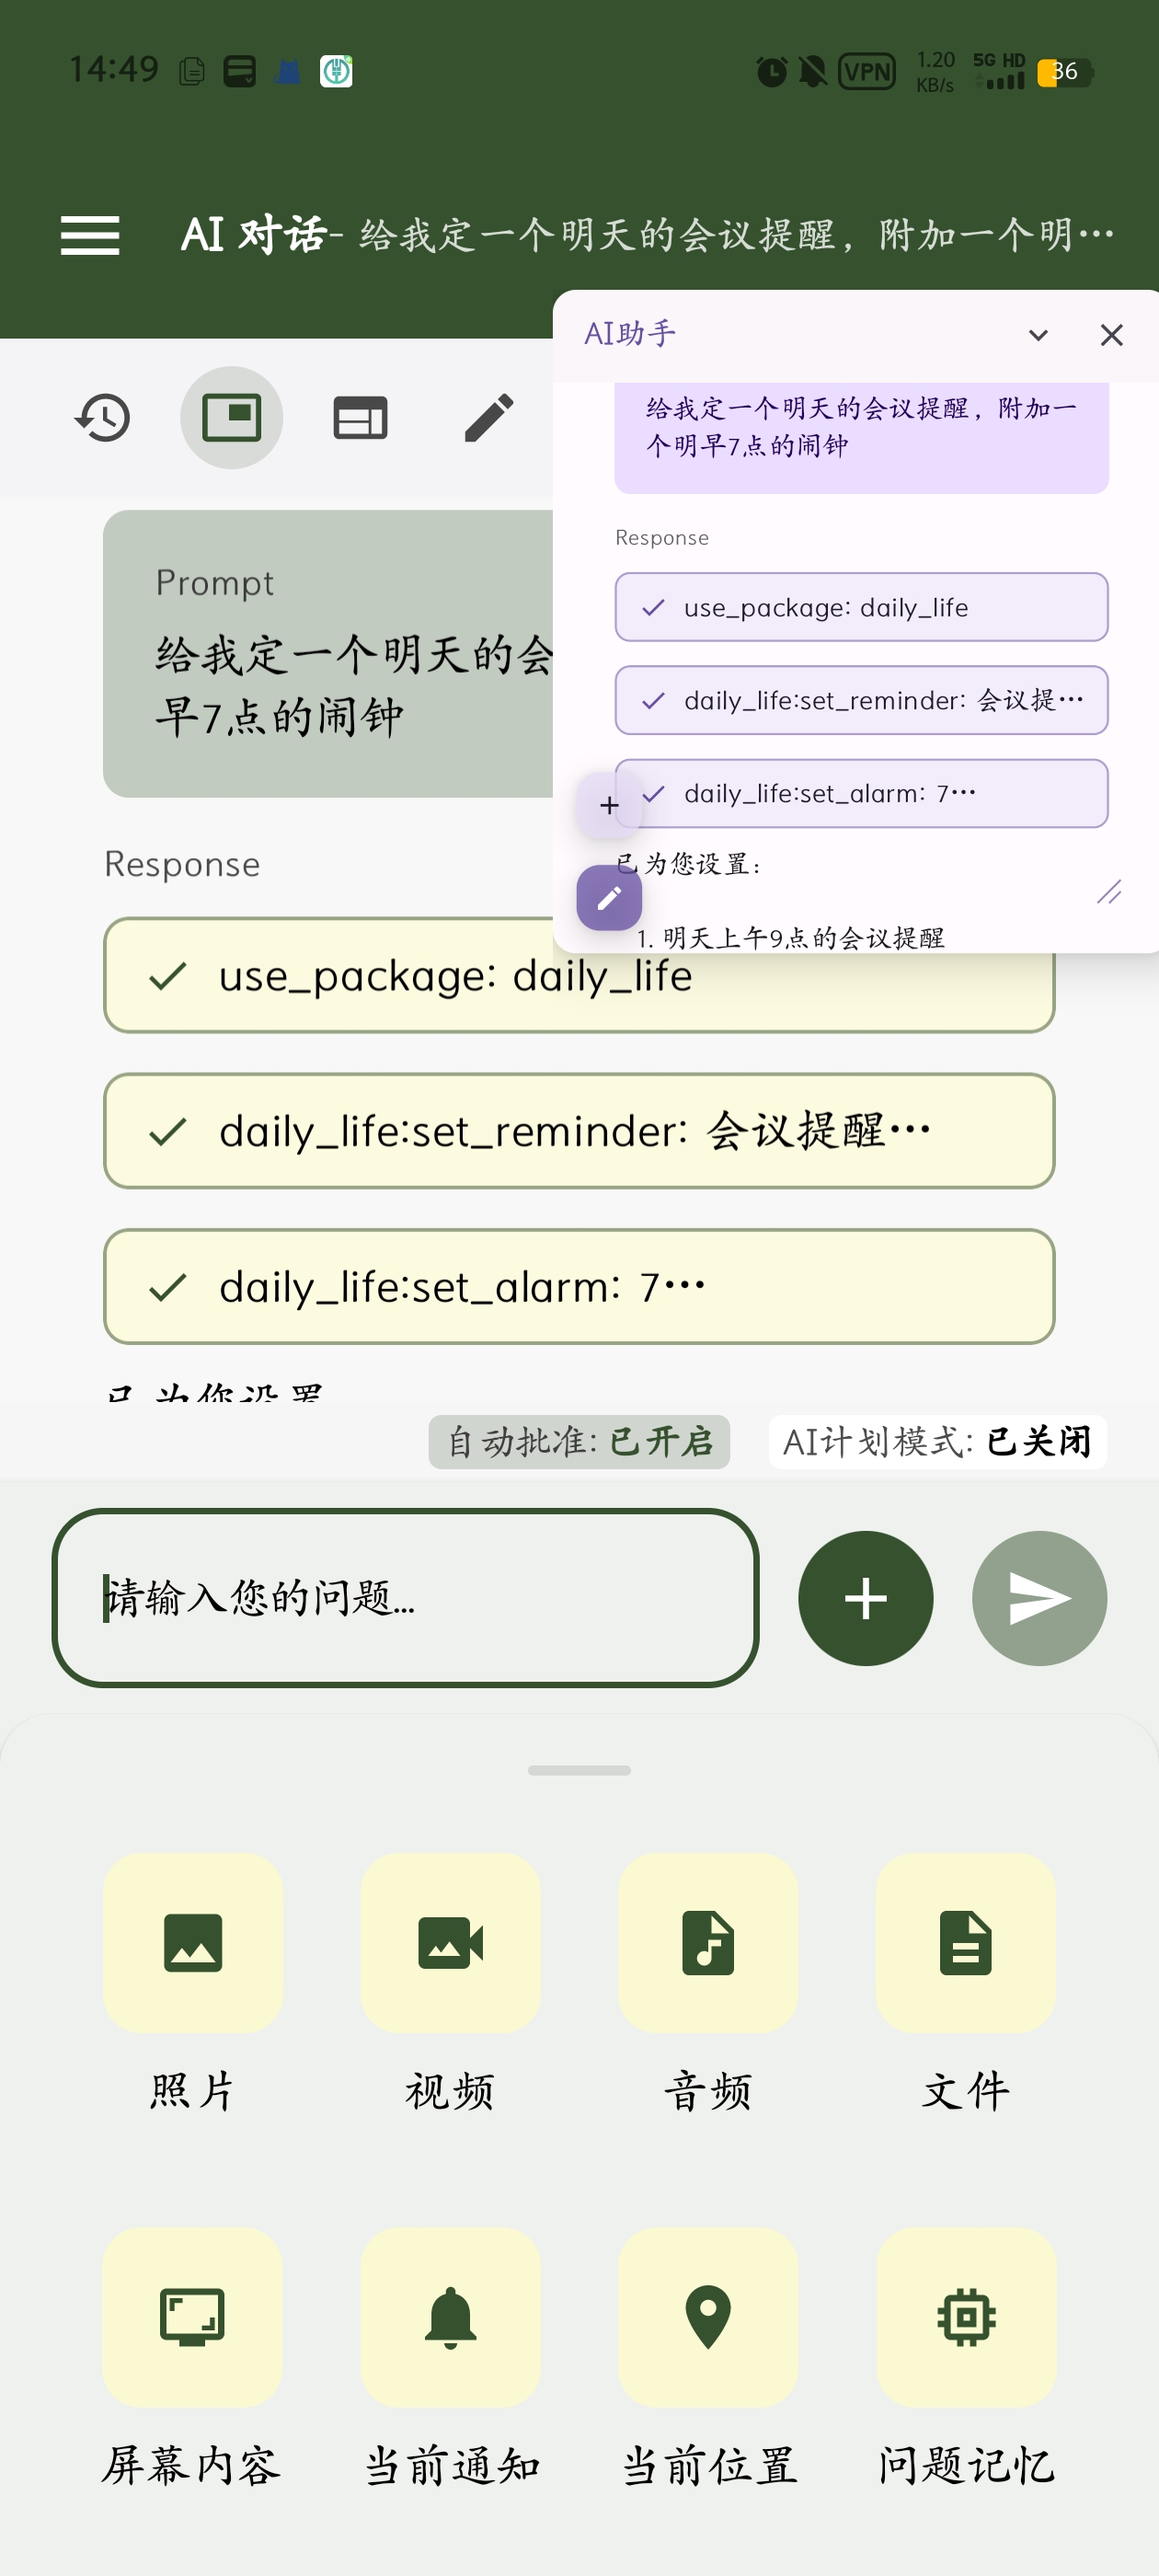 14:49
VPN
1.20
KB/s
5G HD
36
AI 对话- 给我定一个明天的会议提醒，附加一个明…
AI助手
给我定一个明天的会议提醒，附加一
个明早7点的闹钟
Response
use_package: daily_life
daily_life:set_reminder: 会议提…
daily_life:set_alarm: 7…
已为您设置：
1. 明天上午9点的会议提醒
Prompt
给我定一个明天的会
早7点的闹钟
Response
use_package: daily_life
daily_life:set_reminder: 会议提醒…
daily_life:set_alarm: 7…
已为您设置
自动批准: 已开启
AI计划模式: 已关闭
请输入您的问题...
照片
视频
音频
文件
屏幕内容
当前通知
当前位置
问题记忆